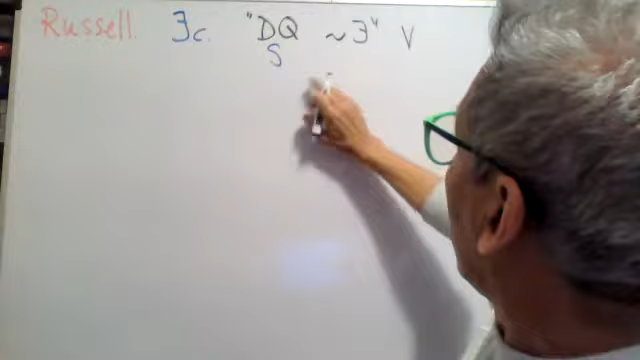 Russell. ∃c. "DQ ~∃" V
S